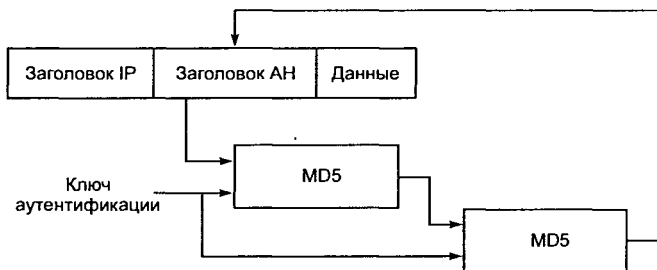 Заголовок IP
Заголовок AH
Данные
MD5
Ключ
аутентификации
MD5